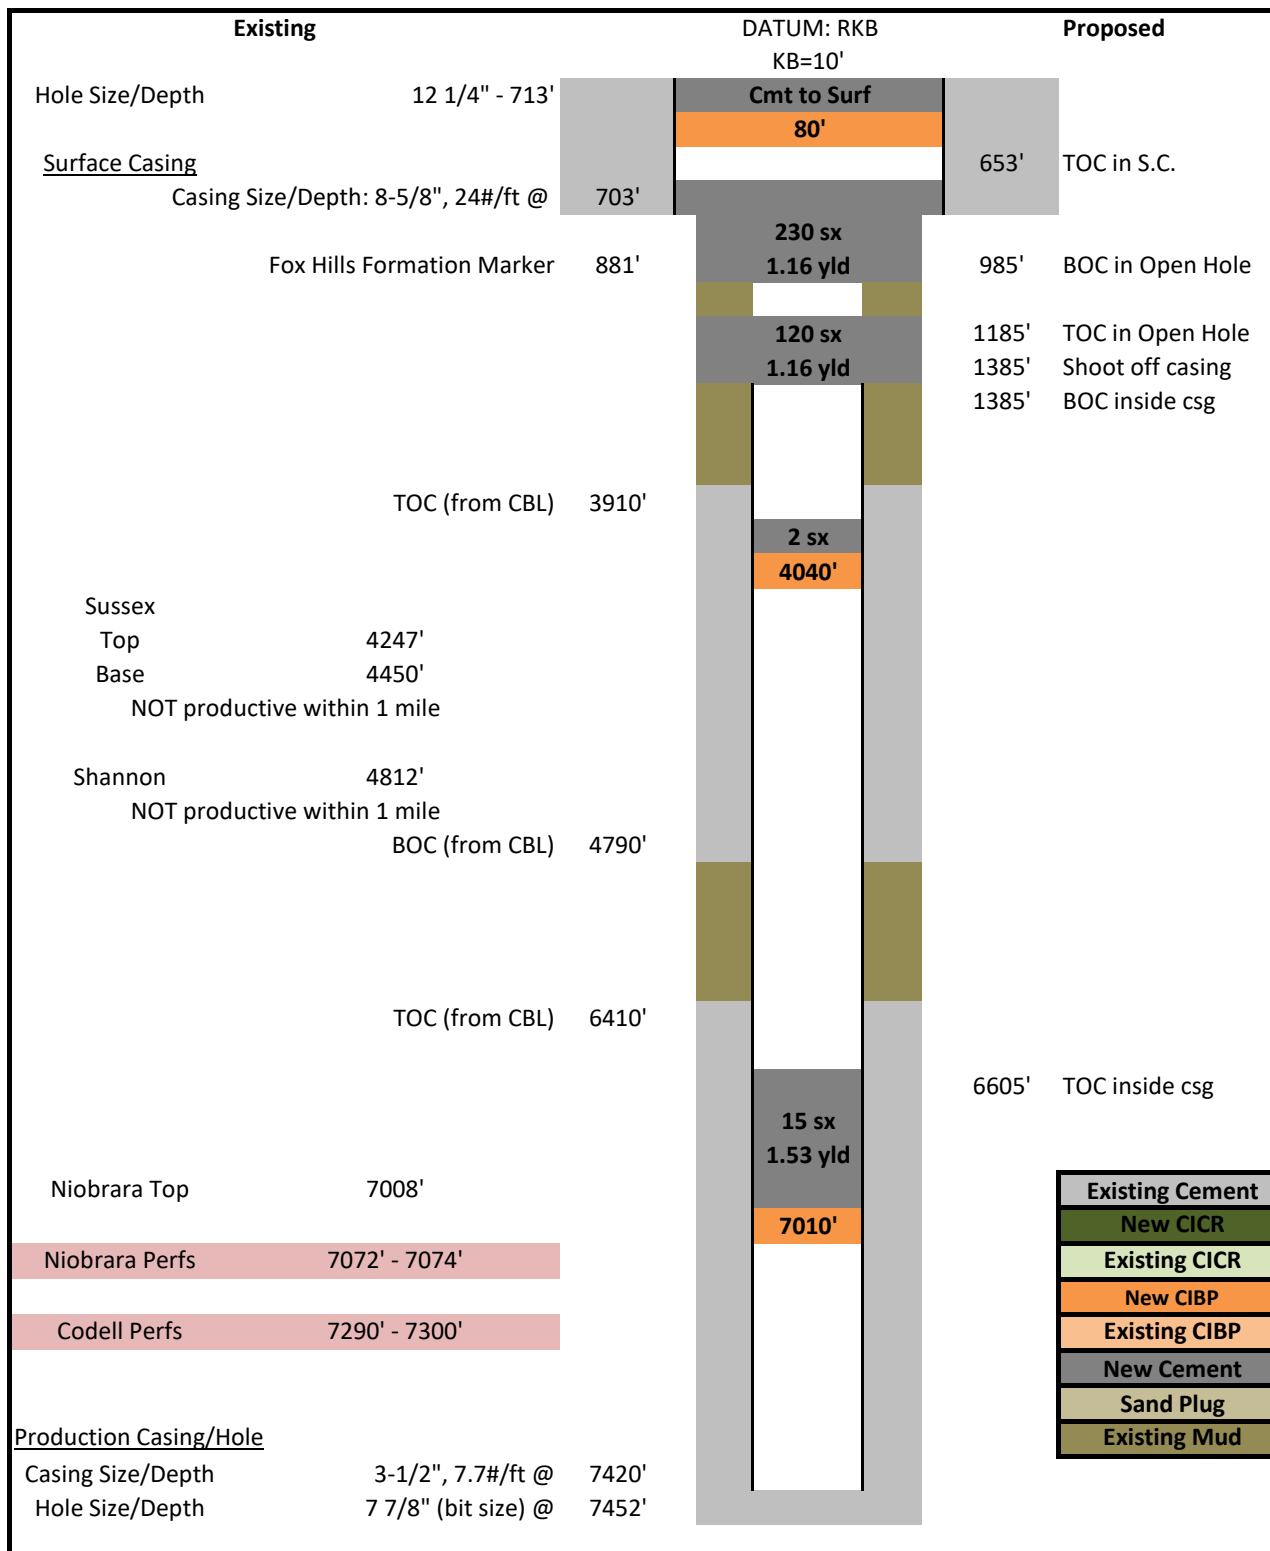 Existing DATUM: RKB Proposed
KB=10'
Hole Size/Depth 12 1/4" - 713' Cmt to Surf
80'
Surface Casing 653' TOC in S.C.
Casing Size/Depth: 8-5/8", 24#/ft @ 703'
230 sx
Fox Hills Formation Marker 881' 1.16 yld 985' BOC in Open Hole
120 sx 1185' TOC in Open Hole
1.16 yld 1385' Shoot off casing
1385' BOC inside csg
TOC (from CBL) 3910'
2 sx
4040'
Sussex
Top 4247'
Base 4450'
NOT productive within 1 mile
Shannon 4812'
NOT productive within 1 mile
BOC (from CBL) 4790'
TOC (from CBL) 6410'
6605' TOC inside csg
15 sx
1.53 yld
Niobrara Top 7008' Existing Cement
7010' New CICR
Niobrara Perfs 7072' - 7074' Existing CICR
New CIBP
Codell Perfs 7290' - 7300' Existing CIBP
New Cement
Sand Plug
Production Casing/Hole Existing Mud
Casing Size/Depth 3-1/2", 7.7#/ft @ 7420'
Hole Size/Depth 7 7/8" (bit size) @ 7452'